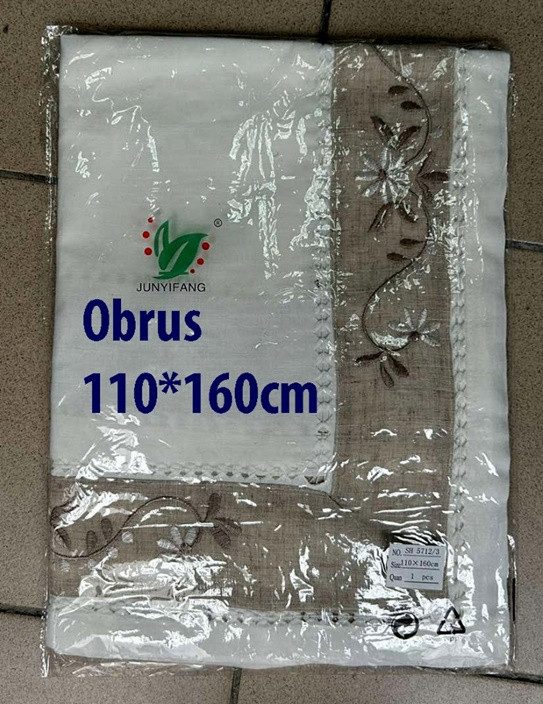 ®
JUNYIFANG
Obrus
110*160cm
NO. SH 5712/3
Size 110×160cm
Quan 1 pcs